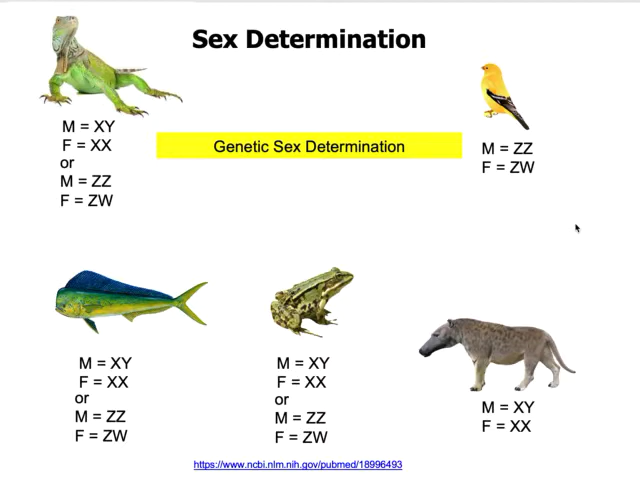 Sex Determination
M = XY
F = XX
or
M = ZZ
F = ZW
Genetic Sex Determination
M = ZZ
F = ZW
M = XY
F = XX
or
M = ZZ
F = ZW
M = XY
F = XX
or
M = ZZ
F = ZW
M = XY
F = XX
https://www.ncbi.nlm.nih.gov/pubmed/18996493